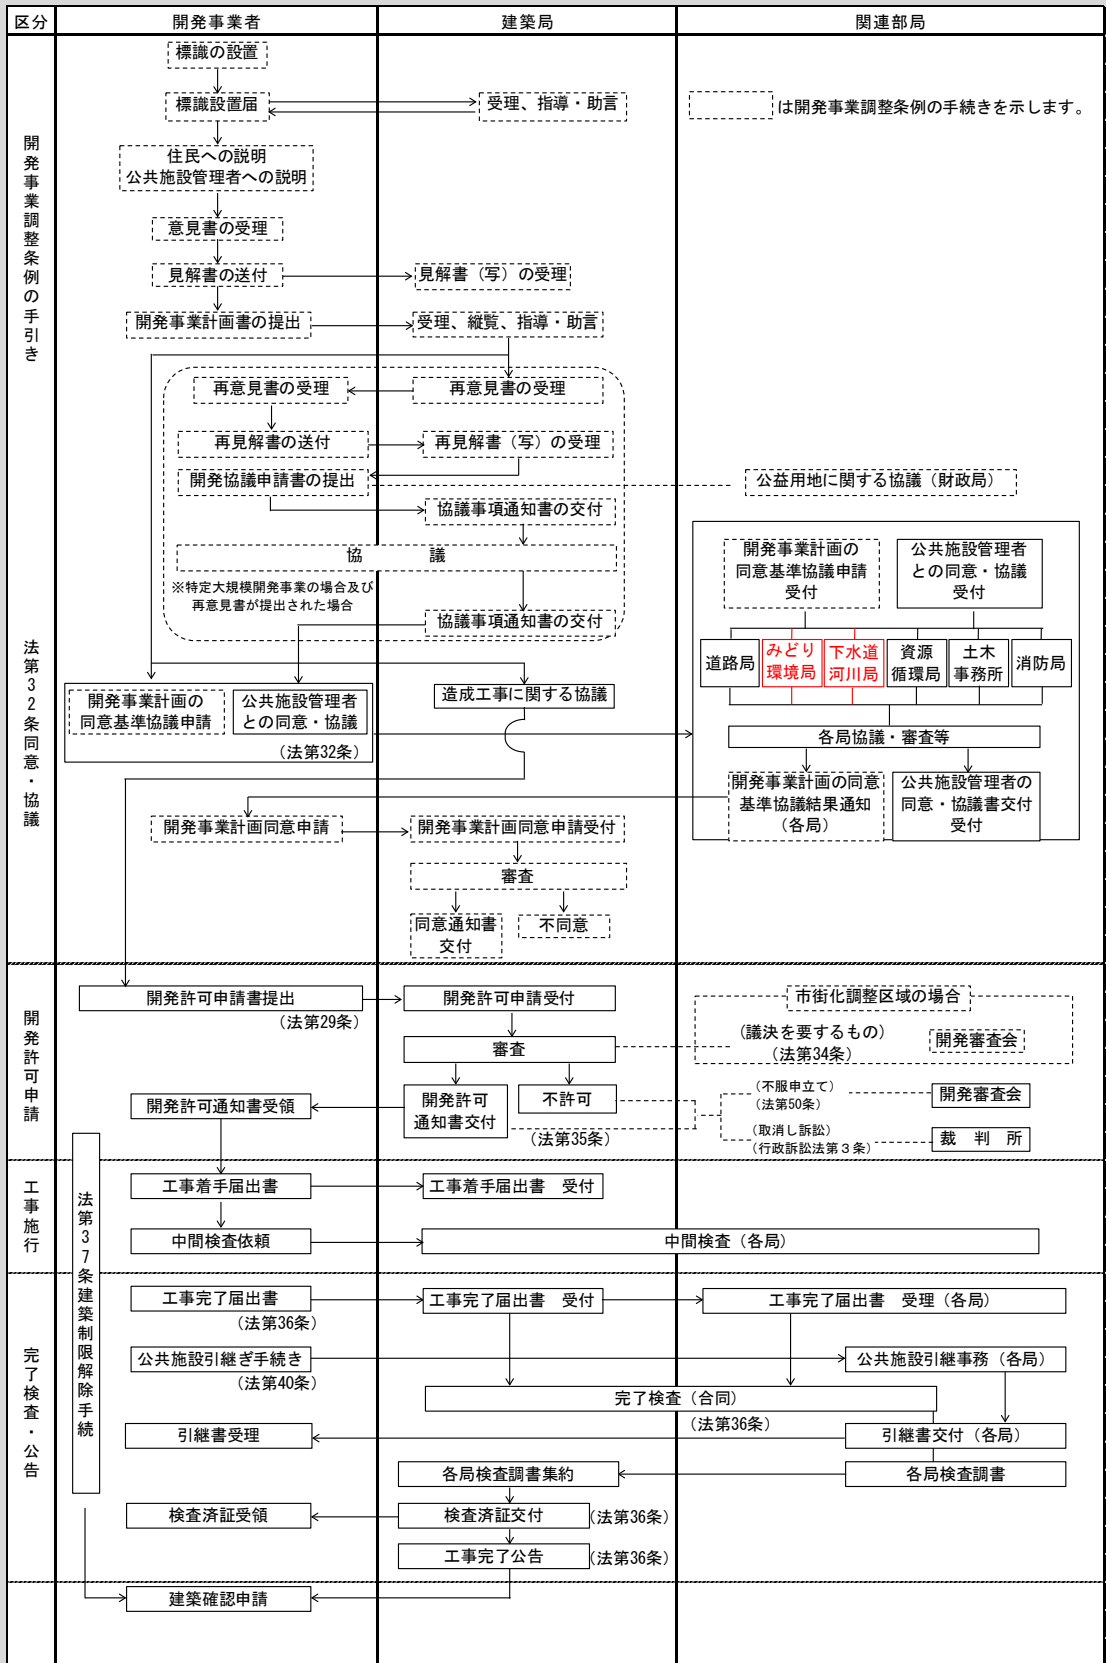 区分
開発事業者
建築局
関連部局
標識の設置
標識設置届
受理、指導・助言
は開発事業調整条例の手続きを示します。
開発事業調整条例の手引き
住民への説明
公共施設管理者への説明
意見書の受理
見解書の送付
見解書（写）の受理
開発事業計画書の提出
受理、縦覧、指導・助言
再意見書の受理
再意見書の受理
再見解書の送付
再見解書（写）の受理
開発協議申請書の提出
公益用地に関する協議（財政局）
協議事項通知書の交付
協　　　議
※特定大規模開発事業の場合及び
再意見書が提出された場合
協議事項通知書の交付
開発事業計画の
同意基準協議申請
受付
公共施設管理者
との同意・協議
受付
道路局
みどり
環境局
下水道
河川局
資源
循環局
土木
事務所
消防局
法第32条同意・協議
開発事業計画の
同意基準協議申請
公共施設管理者
との同意・協議
（法第32条）
造成工事に関する協議
各局協議・審査等
開発事業計画の同意
基準協議結果通知
（各局）
公共施設管理者の
同意・協議書交付
受付
開発事業計画同意申請
開発事業計画同意申請受付
審査
同意通知書
交付
不同意
開発許可申請
開発許可申請書提出
（法第29条）
開発許可申請受付
審査
市街化調整区域の場合
（議決を要するもの）
（法第34条）
開発審査会
開発許可
通知書交付
不許可
（法第35条）
開発許可通知書受領
（不服申立て）
（法第50条）
開発審査会
（取消し訴訟）
（行政訴訟法第３条）
裁　判　所
法第37条建築制限解除手続
工事施行
工事着手届出書
工事着手届出書　受付
中間検査依頼
中間検査（各局）
完了検査・公告
工事完了届出書
（法第36条）
工事完了届出書　受付
工事完了届出書　受理（各局）
公共施設引継ぎ手続き
（法第40条）
公共施設引継事務（各局）
完了検査（合同）
（法第36条）
引継書受理
引継書交付（各局）
各局検査調書集約
各局検査調書
検査済証受領
検査済証交付
（法第36条）
工事完了公告
（法第36条）
建築確認申請